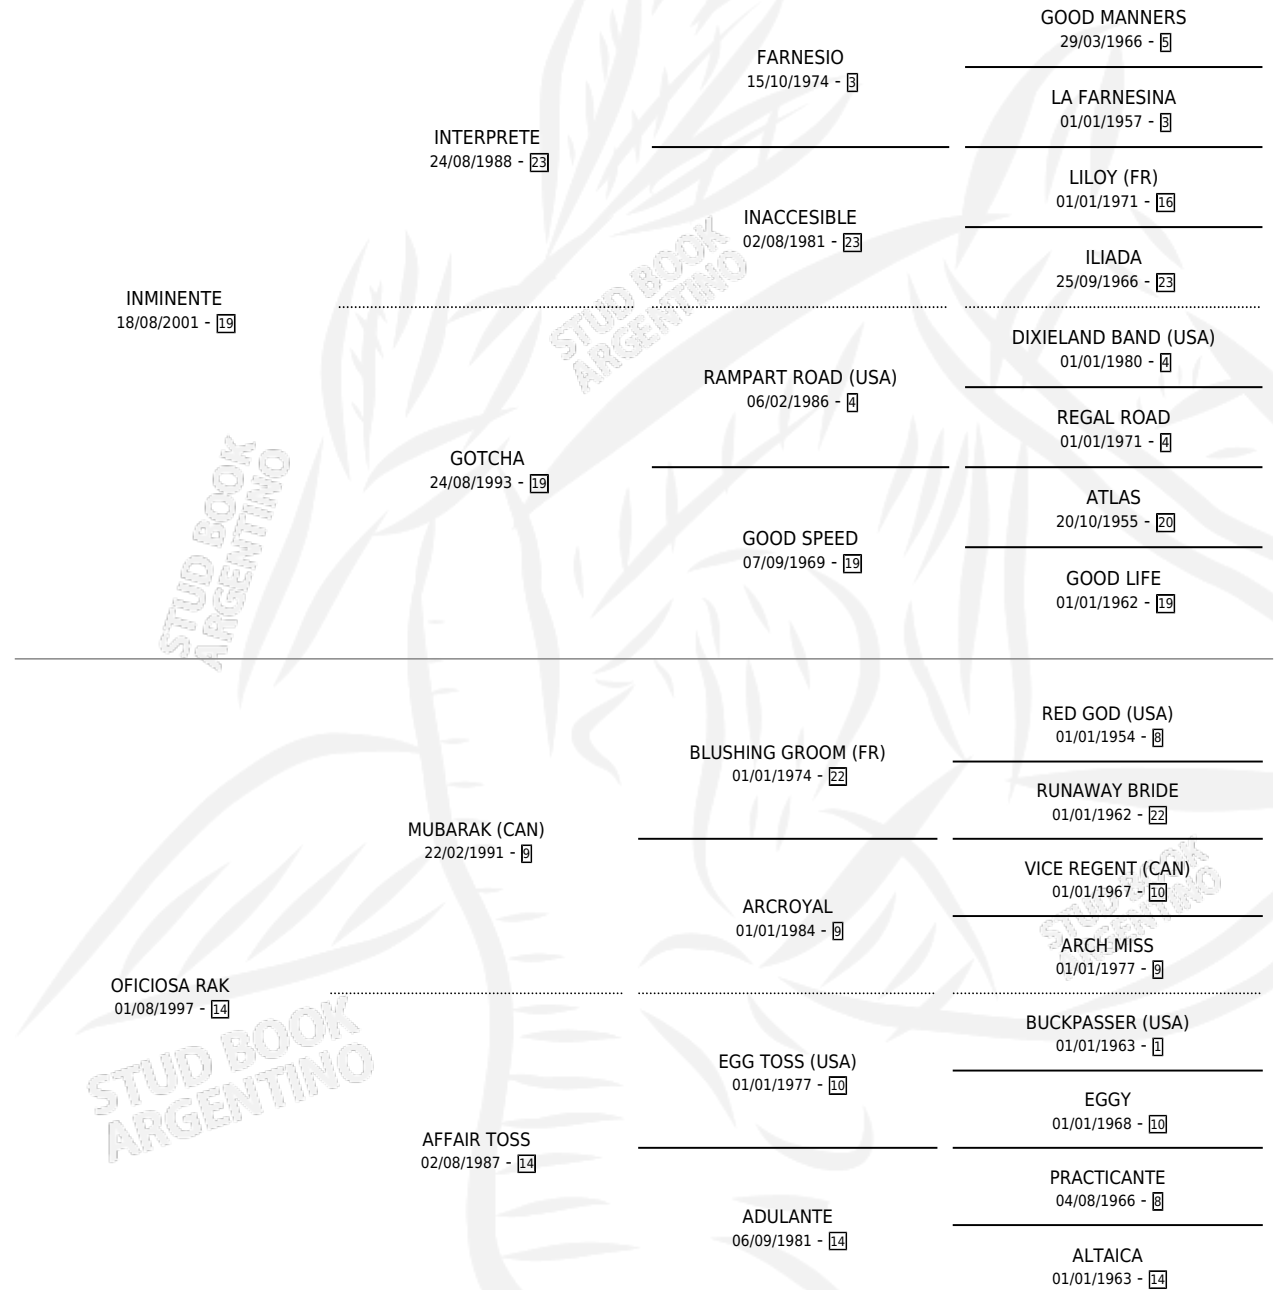 GOOD MANNERS
29/03/1966 - 5
FARNESIO
15/10/1974 - 3
LA FARNESINA
01/01/1957 - 3
INTERPRETE
24/08/1988 - 23
LILOY (FR)
01/01/1971 - 16
INACCESIBLE
02/08/1981 - 23
ILIADA
25/09/1966 - 23
INMINENTE
18/08/2001 - 19
DIXIELAND BAND (USA)
01/01/1980 - 4
RAMPART ROAD (USA)
06/02/1986 - 4
REGAL ROAD
01/01/1971 - 4
GOTCHA
24/08/1993 - 19
ATLAS
20/10/1955 - 20
GOOD SPEED
07/09/1969 - 19
GOOD LIFE
01/01/1962 - 19
RED GOD (USA)
01/01/1954 - 8
BLUSHING GROOM (FR)
01/01/1974 - 22
RUNAWAY BRIDE
01/01/1962 - 22
MUBARAK (CAN)
22/02/1991 - 9
VICE REGENT (CAN)
01/01/1967 - 10
ARCROYAL
01/01/1984 - 9
ARCH MISS
01/01/1977 - 9
OFICIOSA RAK
01/08/1997 - 14
BUCKPASSER (USA)
01/01/1963 - 1
EGG TOSS (USA)
01/01/1977 - 10
EGGY
01/01/1968 - 10
AFFAIR TOSS
02/08/1987 - 14
PRACTICANTE
04/08/1966 - 8
ADULANTE
06/09/1981 - 14
ALTAICA
01/01/1963 - 14
STUD BOOK
ARGENTINO
STUD BOOK
ARGENTINO
STUD BOOK
ARGENTINO
STUD BOOK
ARGENTINO